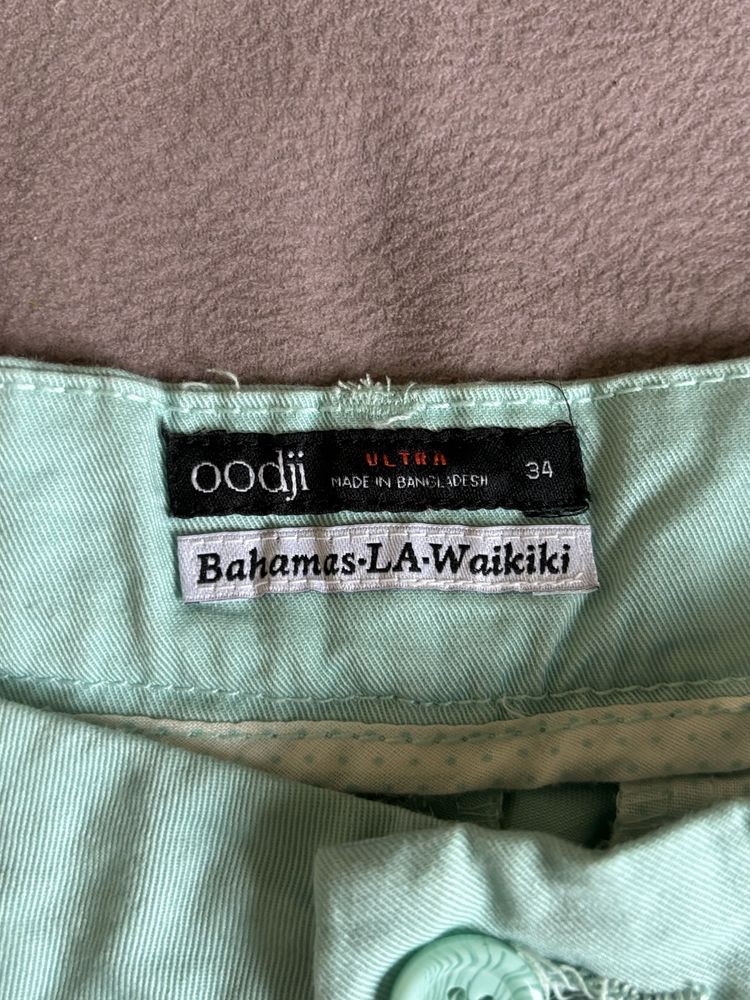 oodji ULTRA 34
MADE IN BANGLADESH
Bahamas·LA·Waikiki